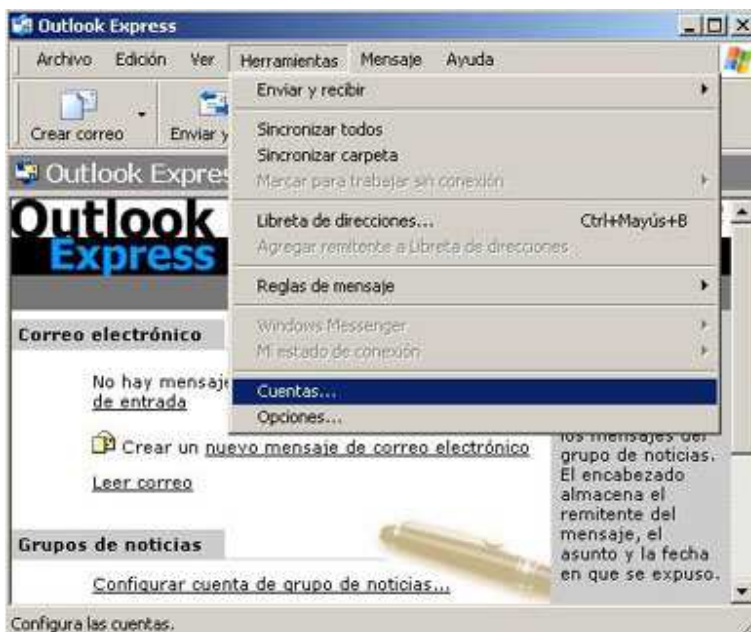 Outlook Express
Archivo Edición Ver Herramientas Mensaje Ayuda
Crear correo Enviar y
Enviar y recibir
Sincronizar todos
Sincronizar carpeta
Marcar para trabajar sin conexión
Libreta de direcciones... Ctrl+Mayús+B
Agregar remitente a Libreta de direcciones
Reglas de mensaje
Windows Messenger
Mi estado de conexión
Cuentas...
Opciones...
Outlook Expres
Outlook
Express
Correo electrónico
No hay mensaje
de entrada
Crear un nuevo mensaje de correo electrónico
Leer correo
Grupos de noticias
Configurar cuenta de grupo de noticias...
los mensajes del
grupo de noticias.
El encabezado
almacena el
remitente del
mensaje, el
asunto y la fecha
en que se expuso.
Configura las cuentas.